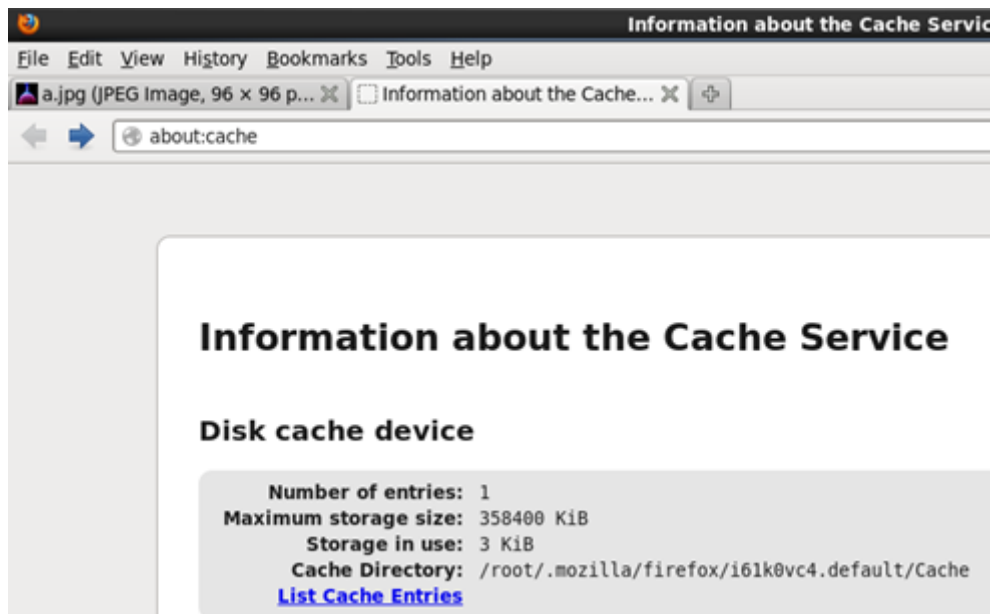 Information about the Cache Servic
File Edit View History Bookmarks Tools Help
a.jpg (JPEG Image, 96 × 96 p... Information about the Cache...
about:cache
Information about the Cache Service
Disk cache device
Number of entries: 1
Maximum storage size: 358400 KiB
Storage in use: 3 KiB
Cache Directory: /root/.mozilla/firefox/i61k0vc4.default/Cache
List Cache Entries